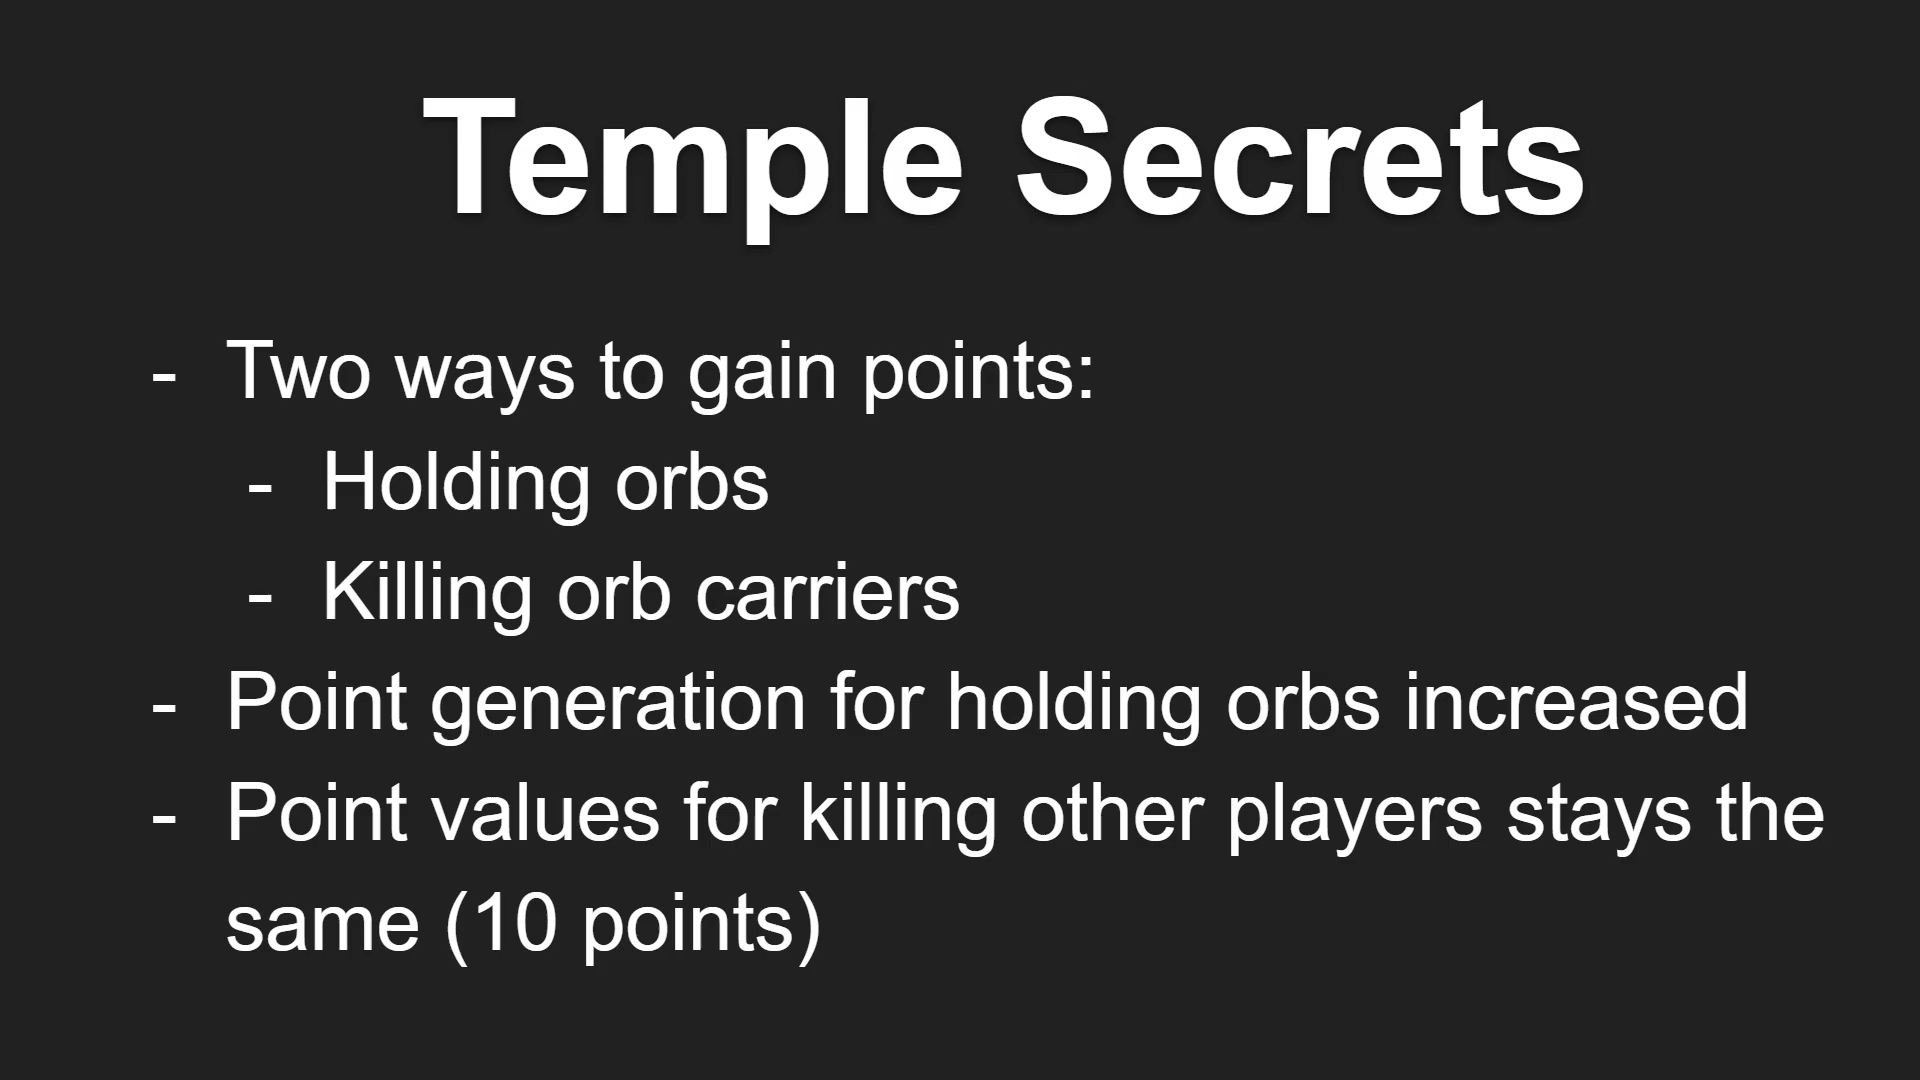 Temple Secrets
- Two ways to gain points:
- Holding orbs
- Killing orb carriers
- Point generation for holding orbs increased
- Point values for killing other players stays the
same (10 points)